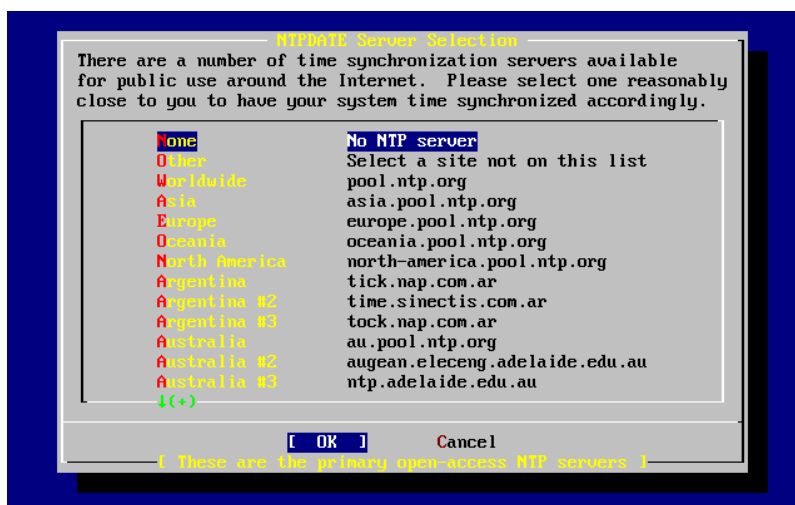 NTPDATE Server Selection
There are a number of time synchronization servers available
for public use around the Internet.  Please select one reasonably
close to you to have your system time synchronized accordingly.
None No NTP server
Other Select a site not on this list
Worldwide pool.ntp.org
Asia asia.pool.ntp.org
Europe europe.pool.ntp.org
Oceania oceania.pool.ntp.org
North America north-america.pool.ntp.org
Argentina tick.nap.com.ar
Argentina #2 time.sinectis.com.ar
Argentina #3 tock.nap.com.ar
Australia au.pool.ntp.org
Australia #2 augean.eleceng.adelaide.edu.au
Australia #3 ntp.adelaide.edu.au
↓(+)
[ OK ] Cancel
[ These are the primary open-access NTP servers ]